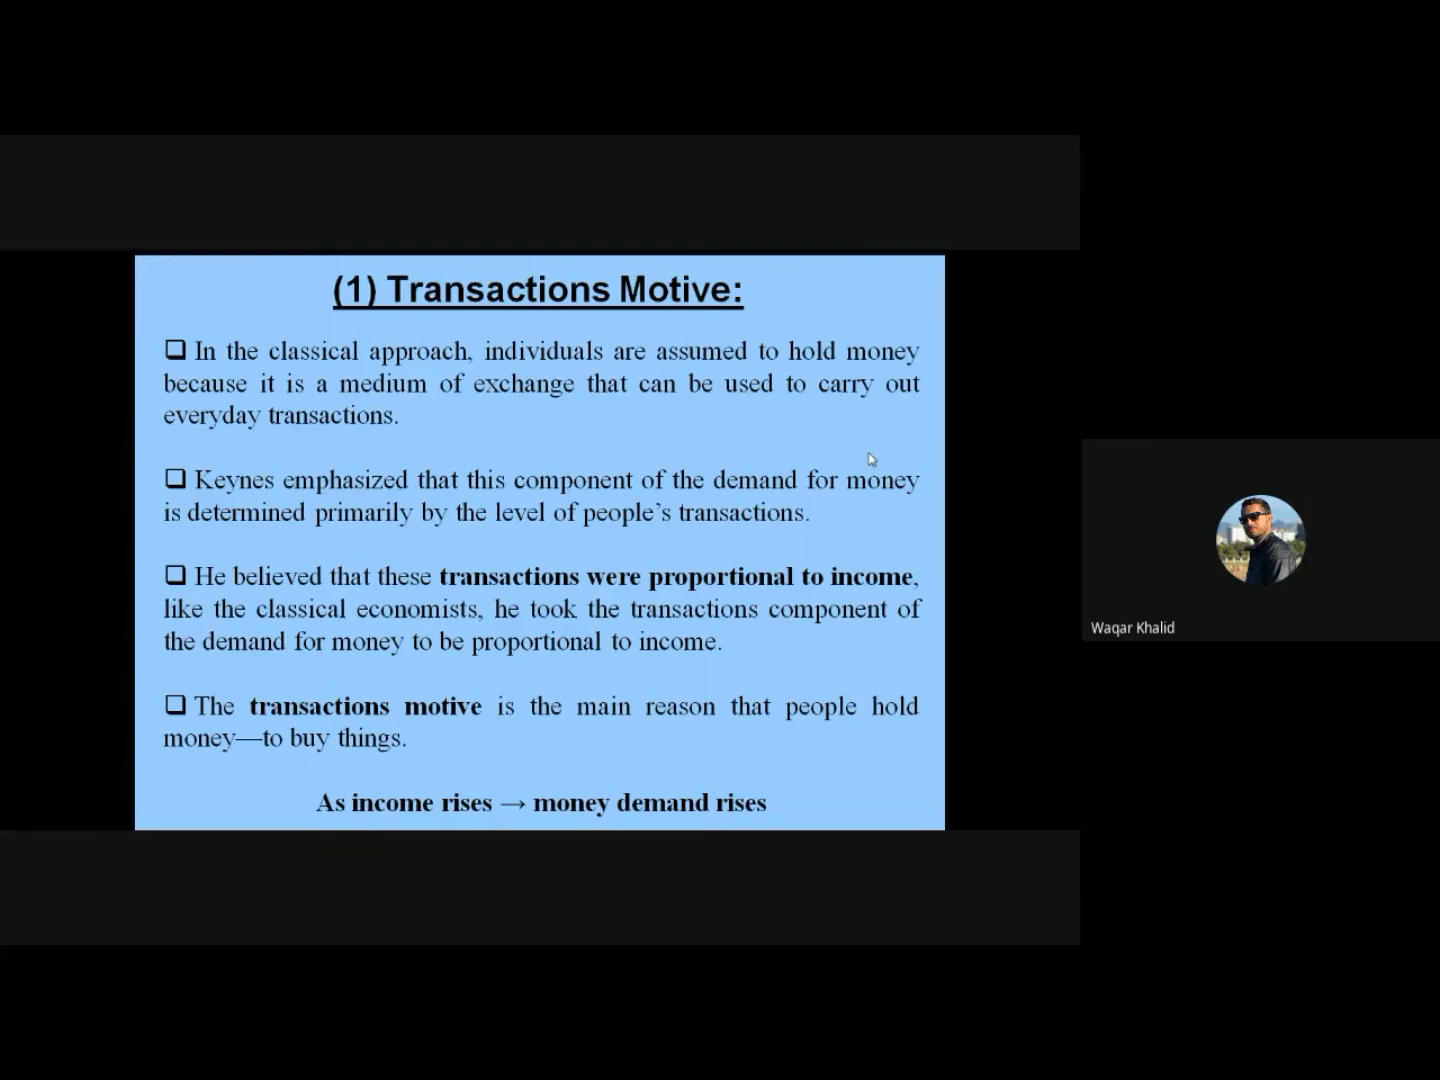 (1) Transactions Motive:
❑ In the classical approach, individuals are assumed to hold money
because it is a medium of exchange that can be used to carry out
everyday transactions.
❑ Keynes emphasized that this component of the demand for money
is determined primarily by the level of people’s transactions.
❑ He believed that these transactions were proportional to income,
like the classical economists, he took the transactions component of
the demand for money to be proportional to income.
❑ The transactions motive is the main reason that people hold
money—to buy things.
As income rises → money demand rises
Waqar Khalid